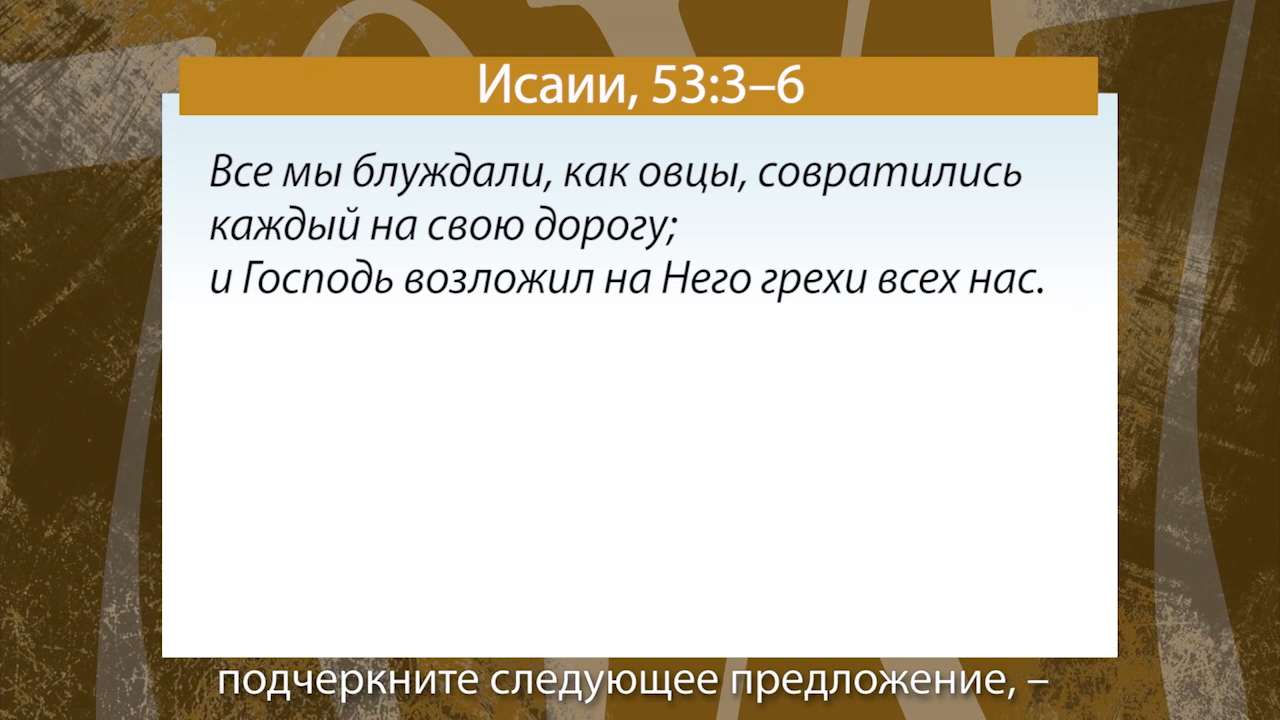 Исаии, 53:3–6
Все мы блуждали, как овцы, совратились
каждый на свою дорогу;
и Господь возложил на Него грехи всех нас.
подчеркните следующее предложение, –